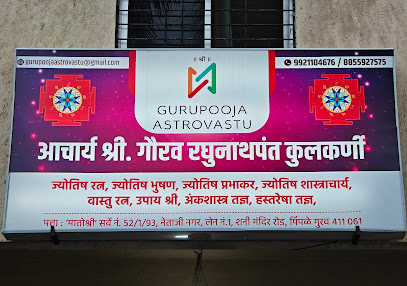 ॥ श्री ॥
gurupoojaastrovastu@gmail.com
9921104676 / 8855927575
GURUPOOJA
ASTROVASTU
आचार्य श्री. गौरव रघुनाथपंत कुलकर्णी
ज्योतिष रत्न, ज्योतिष भुषण, ज्योतिष प्रभाकर, ज्योतिष शास्त्राचार्य,
वास्तु रत्न, उपाय श्री, अंकशास्त्र तज्ञ, हस्तरेषा तज्ञ,
पत्ता : 'मातोश्री' सर्वे नं. 52/1/93, नेताजी नगर, लेन नं.1, शनी मंदिर रोड, पिंपळे गुरव 411 061